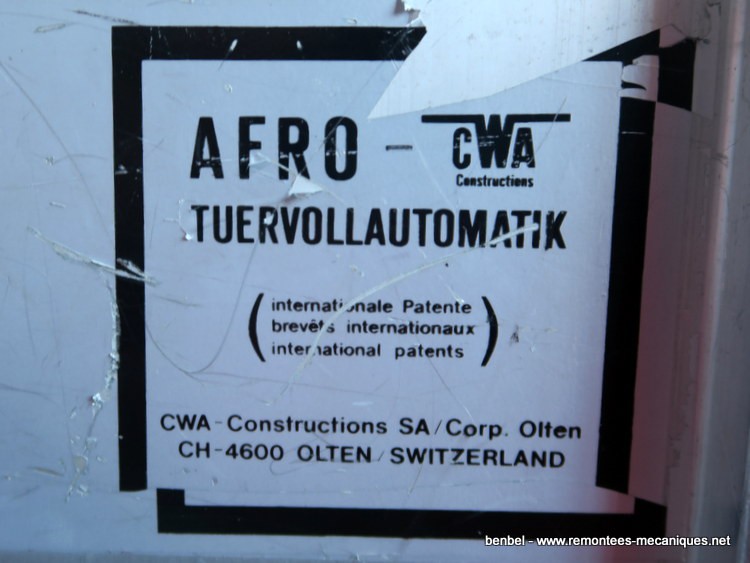 AFRO - CWA
Constructions
TUERVOLLAUTOMATIK
(internationale Patente
brevêts internationaux
international patents)
CWA-Constructions SA/Corp. Olten
CH-4600 OLTEN/SWITZERLAND
benbel - www.remontees-mecaniques.net